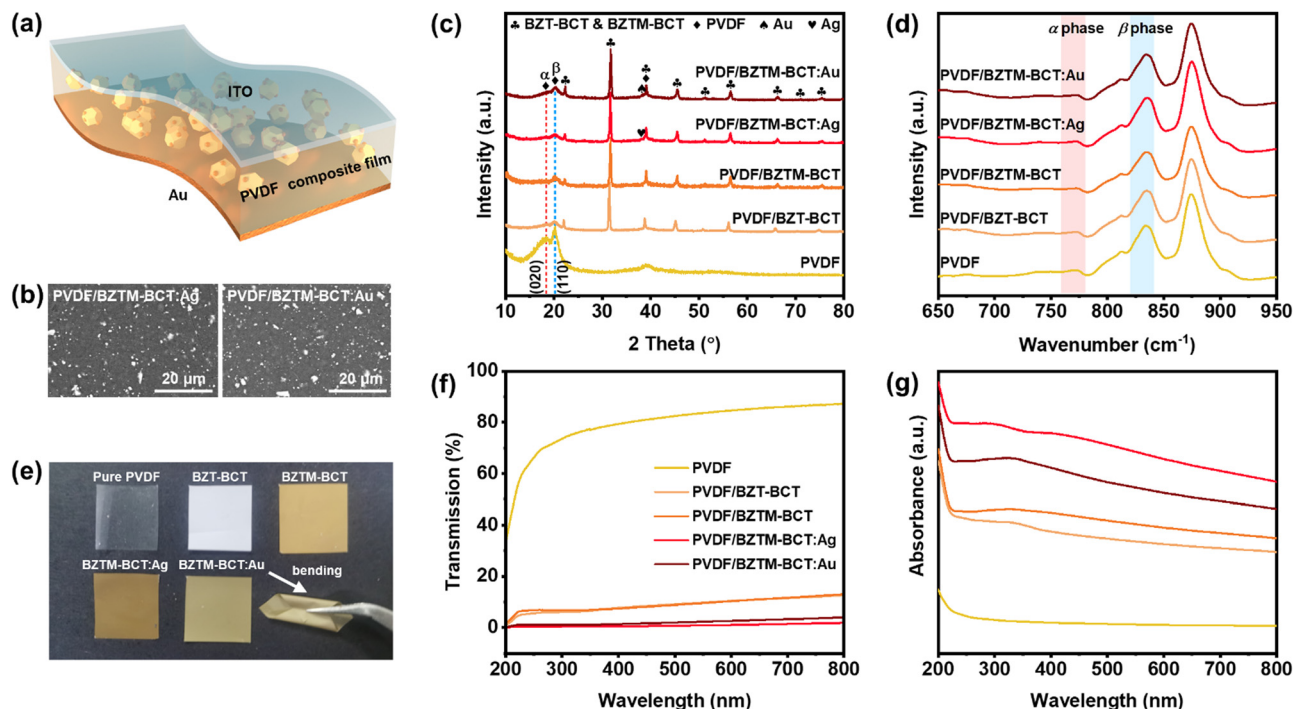 (a)
ITO
PVDF composite film
Au
(b)
PVDF/BZTM-BCT:Ag
20 μm
PVDF/BZTM-BCT:Au
20 μm
(c)
♣ BZT-BCT & BZTM-BCT ♦ PVDF ♠ Au ♥ Ag
α
β
PVDF/BZTM-BCT:Au
PVDF/BZTM-BCT:Ag
PVDF/BZTM-BCT
PVDF/BZT-BCT
PVDF
(020)
(110)
Intensity (a.u.)
10 20 30 40 50 60 70 80
2 Theta (°)
(d)
α phase
β phase
PVDF/BZTM-BCT:Au
PVDF/BZTM-BCT:Ag
PVDF/BZTM-BCT
PVDF/BZT-BCT
PVDF
Intensity (a.u.)
650 700 750 800 850 900 950
Wavenumber (cm⁻¹)
(e)
Pure PVDF
BZT-BCT
BZTM-BCT
BZTM-BCT:Ag
BZTM-BCT:Au
bending
(f)
Transmission (%)
100
80
60
40
20
0
PVDF
PVDF/BZT-BCT
PVDF/BZTM-BCT
PVDF/BZTM-BCT:Ag
PVDF/BZTM-BCT:Au
200 300 400 500 600 700 800
Wavelength (nm)
(g)
Absorbance (a.u.)
200 300 400 500 600 700 800
Wavelength (nm)